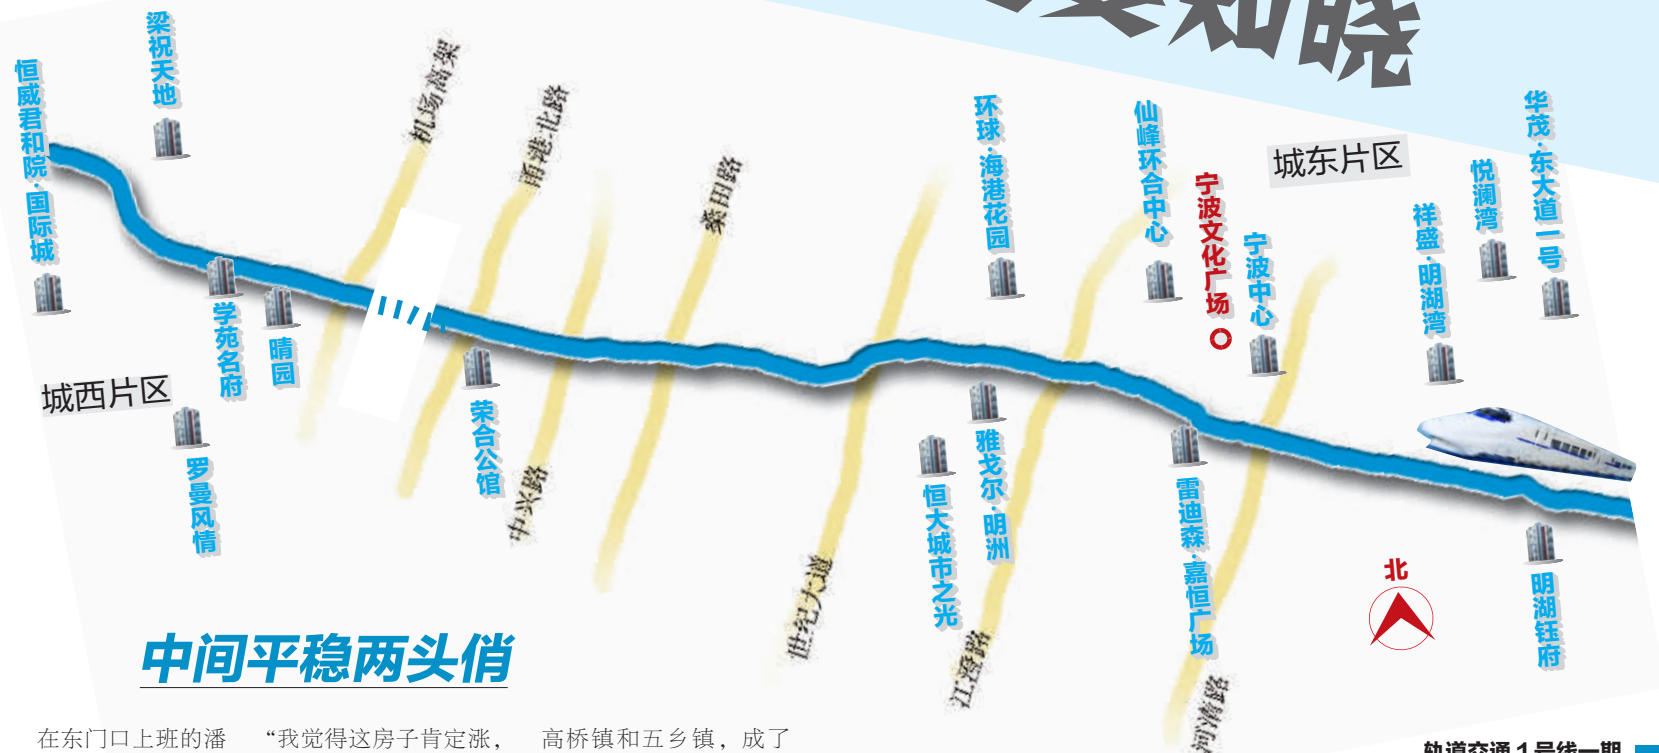 知晓
梁祝天地
恒威君和院·国际城
机场高架
甬港北路
桑田路
环球·海港花园
仙峰环合中心
宁波文化广场
宁波中心
城东片区
祥盛·明湖湾
悦澜湾
华茂·东大道一号
学苑名府
晴园
城西片区
罗曼风情
荣合公馆
中兴路
世纪大道
恒大城市之光
雅戈尔·明洲
江澄路
雷迪森·嘉恒广场
北
明湖钰府
中间平稳两头俏
在东门口上班的潘
“我觉得这房子肯定涨，
高桥镇和五乡镇，成了
轨道交通1号线一期